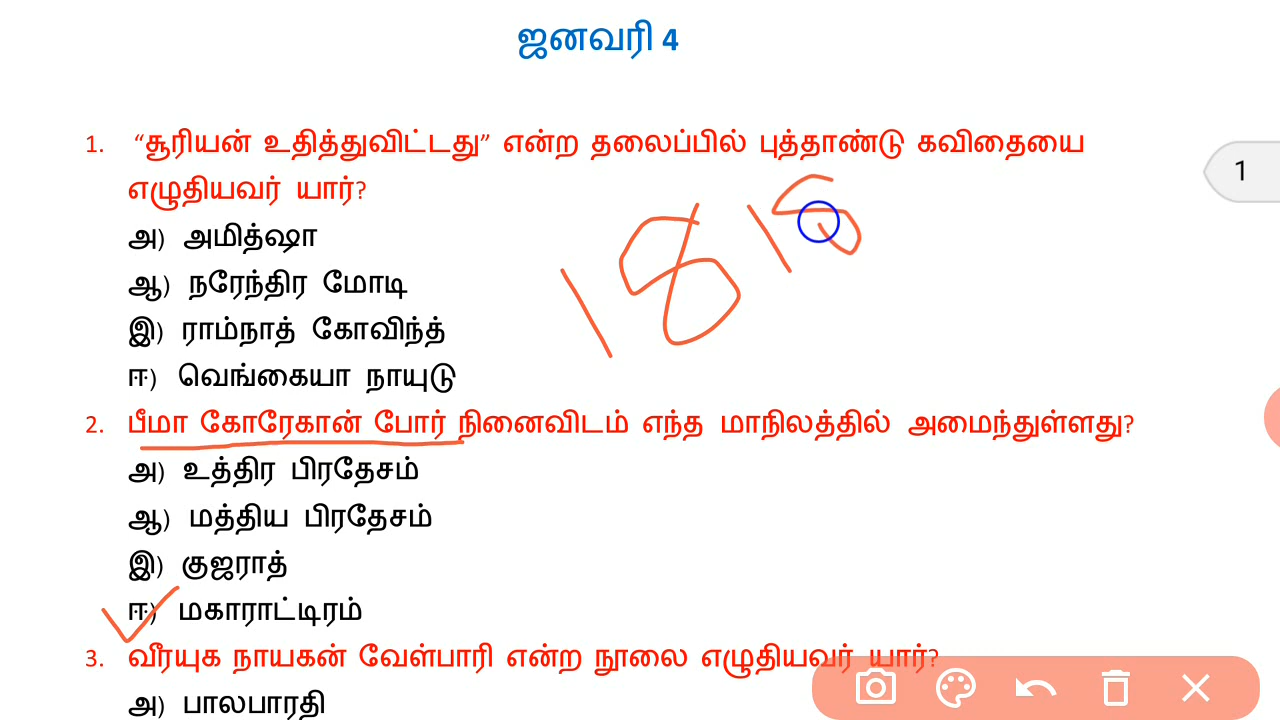 ஜனவரி 4
1. “சூரியன் உதித்துவிட்டது” என்ற தலைப்பில் புத்தாண்டு கவிதையை
எழுதியவர் யார்?
அ) அமித்ஷா
ஆ) நரேந்திர மோடி
இ) ராம்நாத் கோவிந்த்
ஈ) வெங்கையா நாயுடு
1818
1
2. பீமா கோரேகான் போர் நினைவிடம் எந்த மாநிலத்தில் அமைந்துள்ளது?
அ) உத்திர பிரதேசம்
ஆ) மத்திய பிரதேசம்
இ) குஜராத்
ஈ) மகாராட்டிரம்
3. வீரயுக நாயகன் வேள்பாரி என்ற நூலை எழுதியவர் யார்?
அ) பாலபாரதி